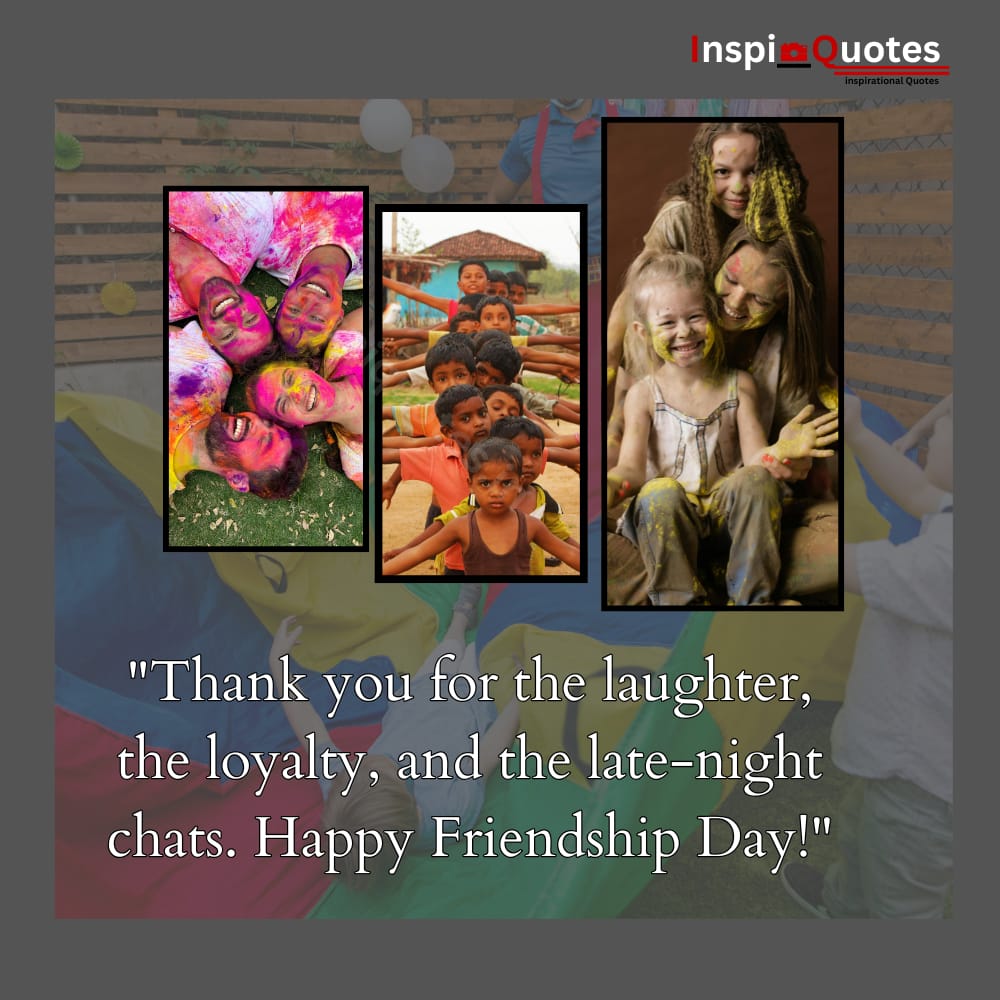 Inspi Quotes
inspirational Quotes
"Thank you for the laughter,
the loyalty, and the late-night
chats. Happy Friendship Day!"